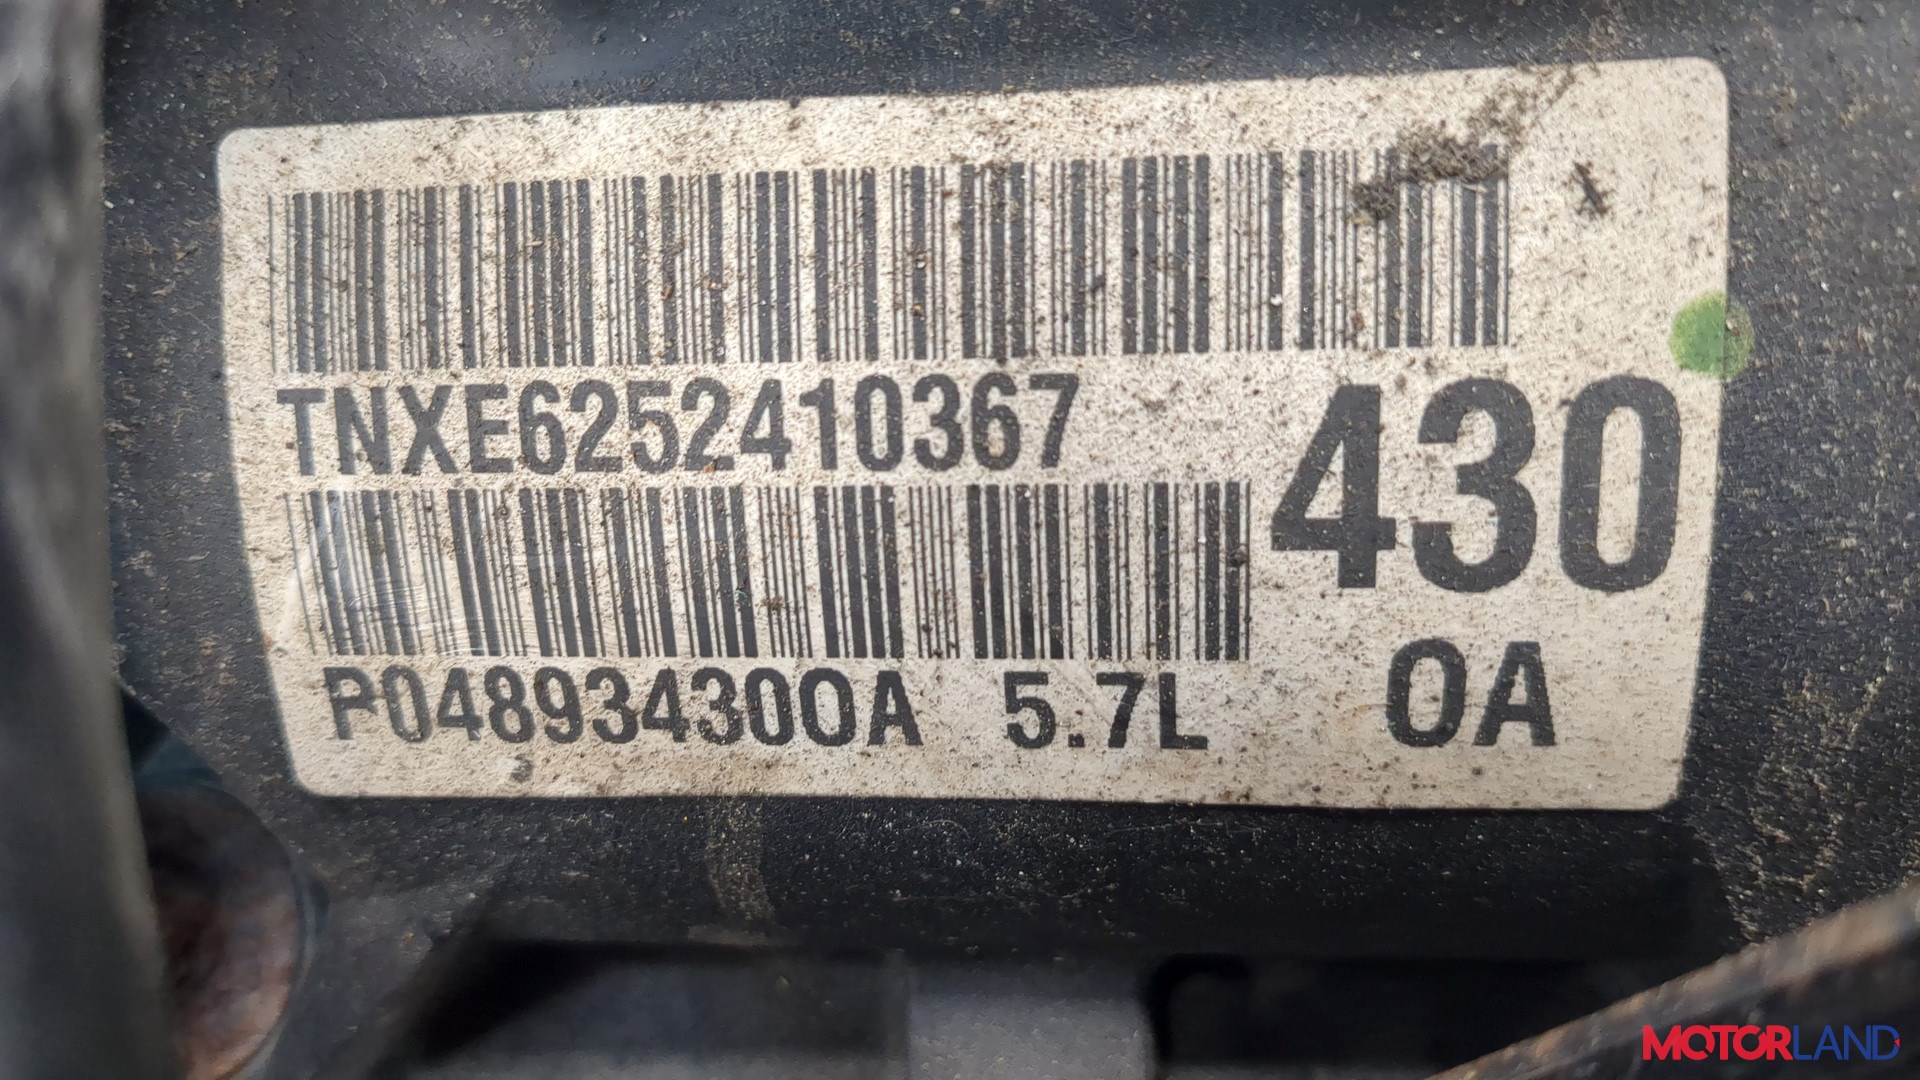 TNXE6252410367
430
P04893430OA 5.7L OA
MOTORLAND